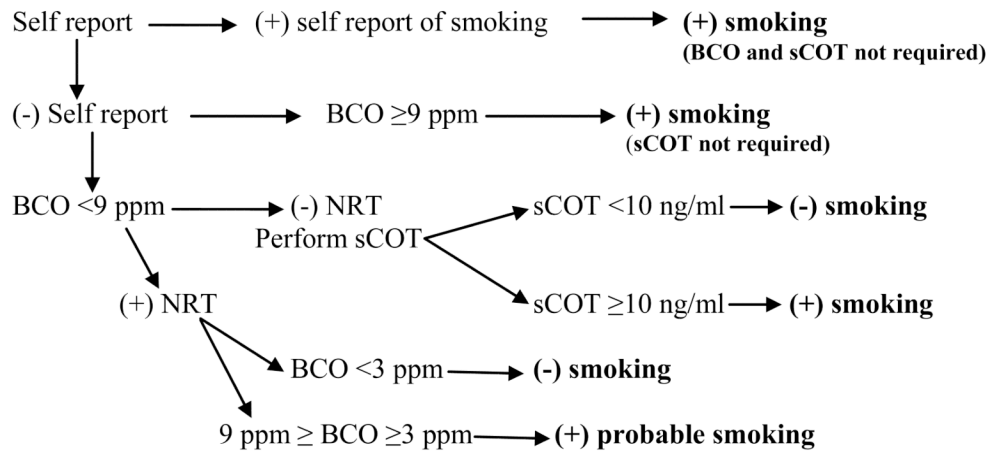 Self report (+) self report of smoking (+) smoking
(BCO and sCOT not required)
(-) Self report BCO ≥9 ppm (+) smoking
(sCOT not required)
BCO <9 ppm (-) NRT sCOT <10 ng/ml (-) smoking
Perform sCOT
(+) NRT sCOT ≥10 ng/ml (+) smoking
BCO <3 ppm (-) smoking
9 ppm ≥ BCO ≥3 ppm (+) probable smoking